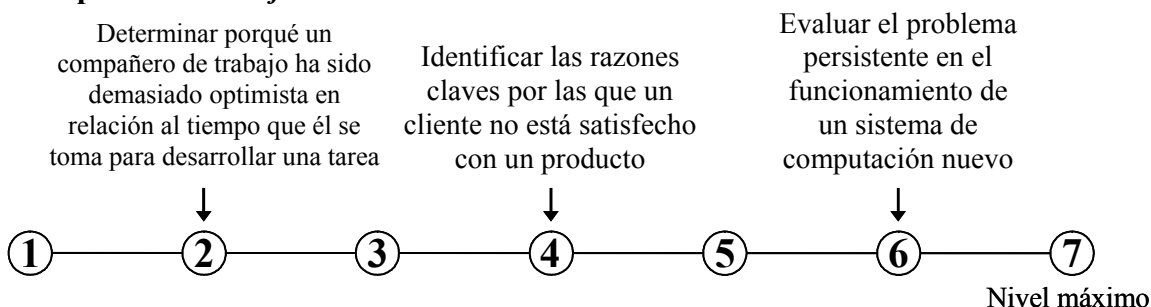 Determinar porqué un
compañero de trabajo ha sido
demasiado optimista en
relación al tiempo que él se
toma para desarrollar una tarea
Identificar las razones
claves por las que un
cliente no está satisfecho
con un producto
Evaluar el problema
persistente en el
funcionamiento de
un sistema de
computación nuevo
1 2 3 4 5 6 7
Nivel máximo